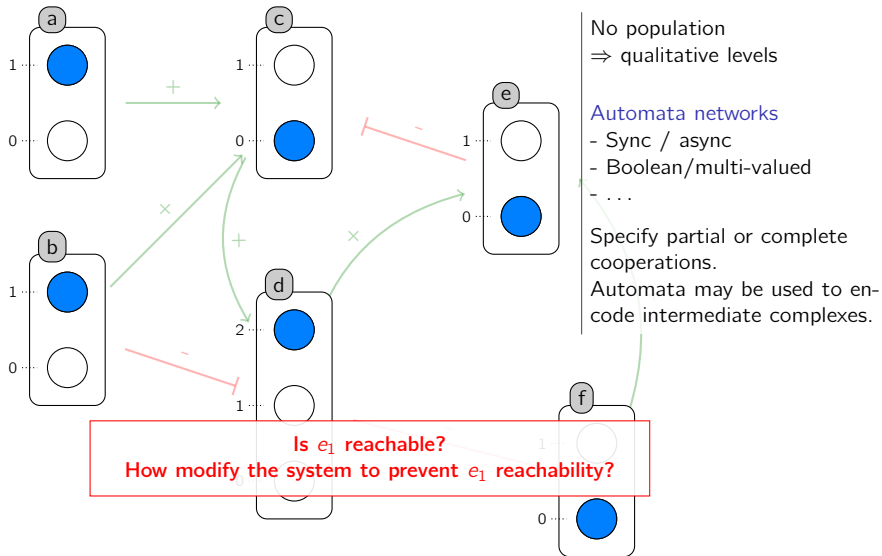 a
1
0
+
c
1
0
-
e
1
0
×
+
×
b
1
0
-
d
2
1
0
f
1
0
No population
⇒ qualitative levels
Automata networks
- Sync / async
- Boolean/multi-valued
- . . .
Specify partial or complete
cooperations.
Automata may be used to en-
code intermediate complexes.
Is e₁ reachable?
How modify the system to prevent e₁ reachability?